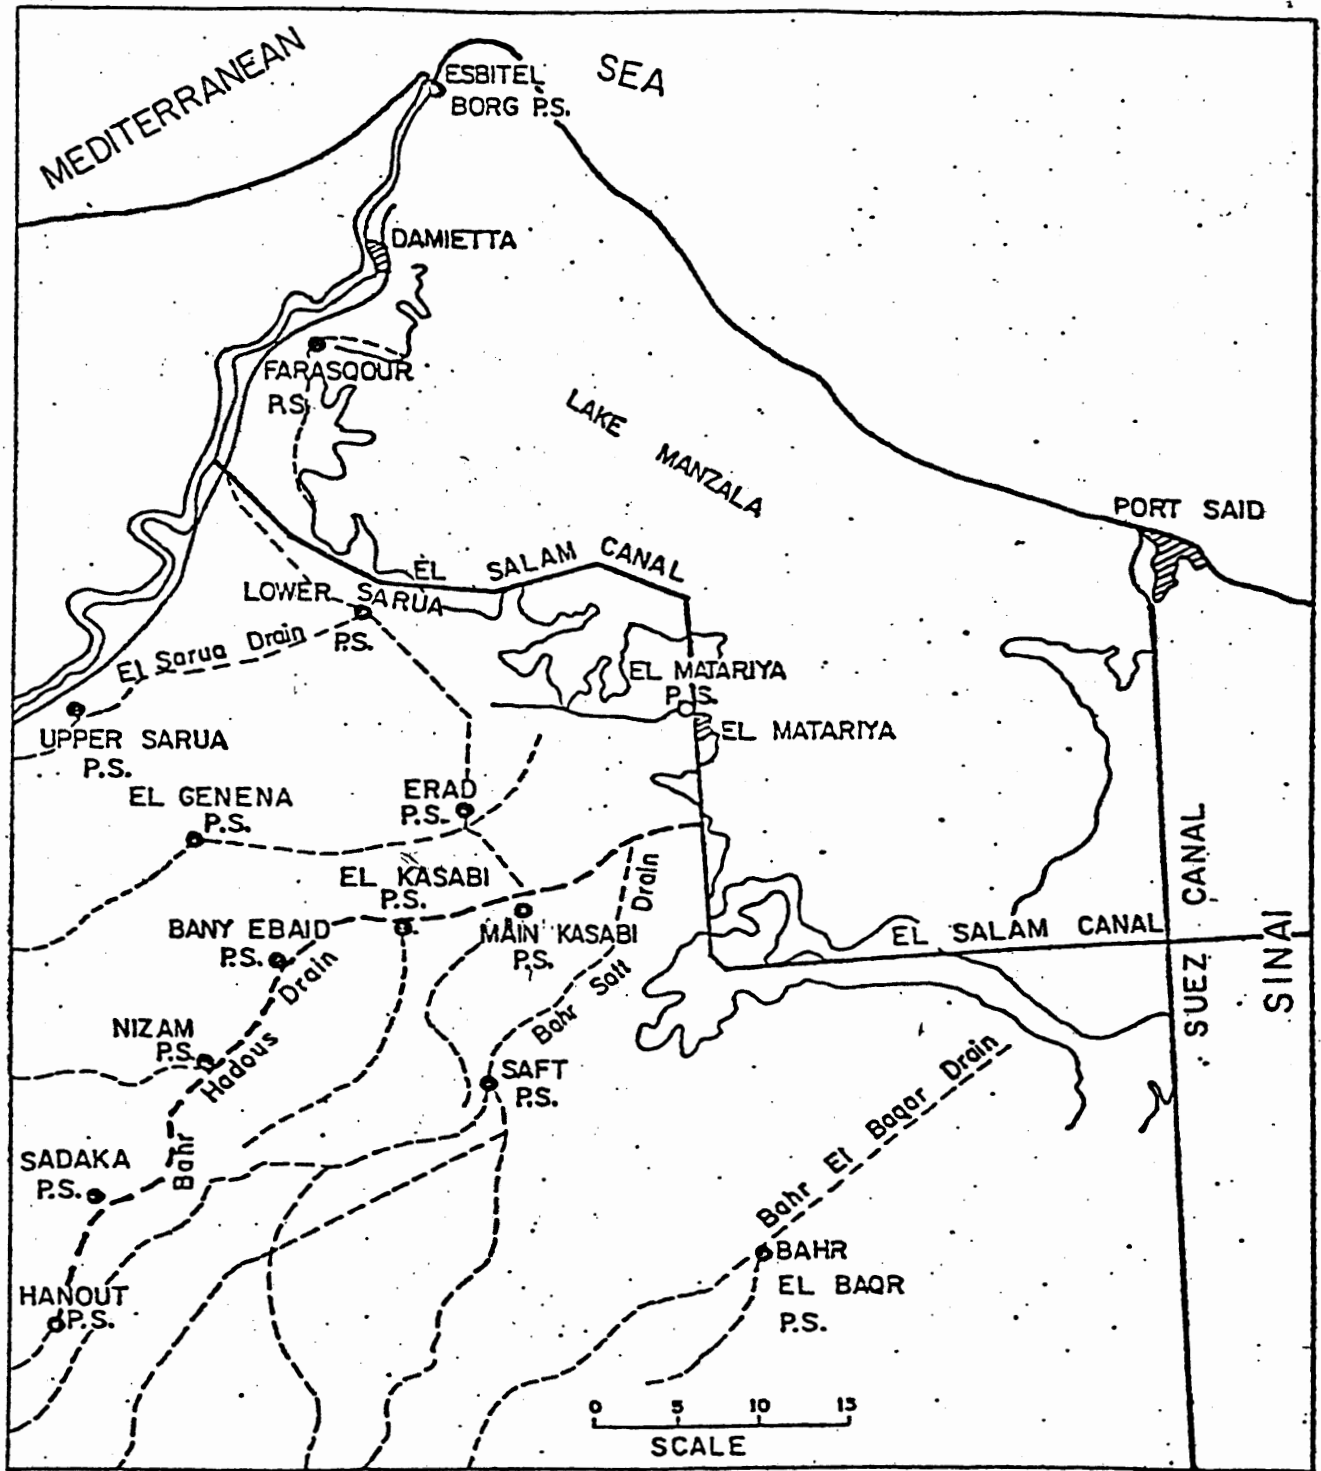 MEDITERRANEAN
SEA
ESBITEL
BORG P.S.
DAMIETTA
FARASQOUR
P.S.
LAKE MANZALA
PORT SAID
EL SALAM CANAL
LOWER SARUA
P.S.
El Sarua Drain
EL MATARIYA
P.S.
EL MATARIYA
UPPER SARUA
P.S.
EL GENENA
P.S.
ERAD
P.S.
EL KASABI
P.S.
BANY EBAID
P.S.
MAIN KASABI
P.S.
Bahr Saft Drain
EL SALAM CANAL
SUEZ CANAL
SINAI
NIZAM
P.S.
Bahr Hadous Drain
SAFT
P.S.
SADAKA
P.S.
Bahr El Baqar Drain
HANOUT
P.S.
BAHR
EL BAQR
P.S.
0 5 10 15
SCALE